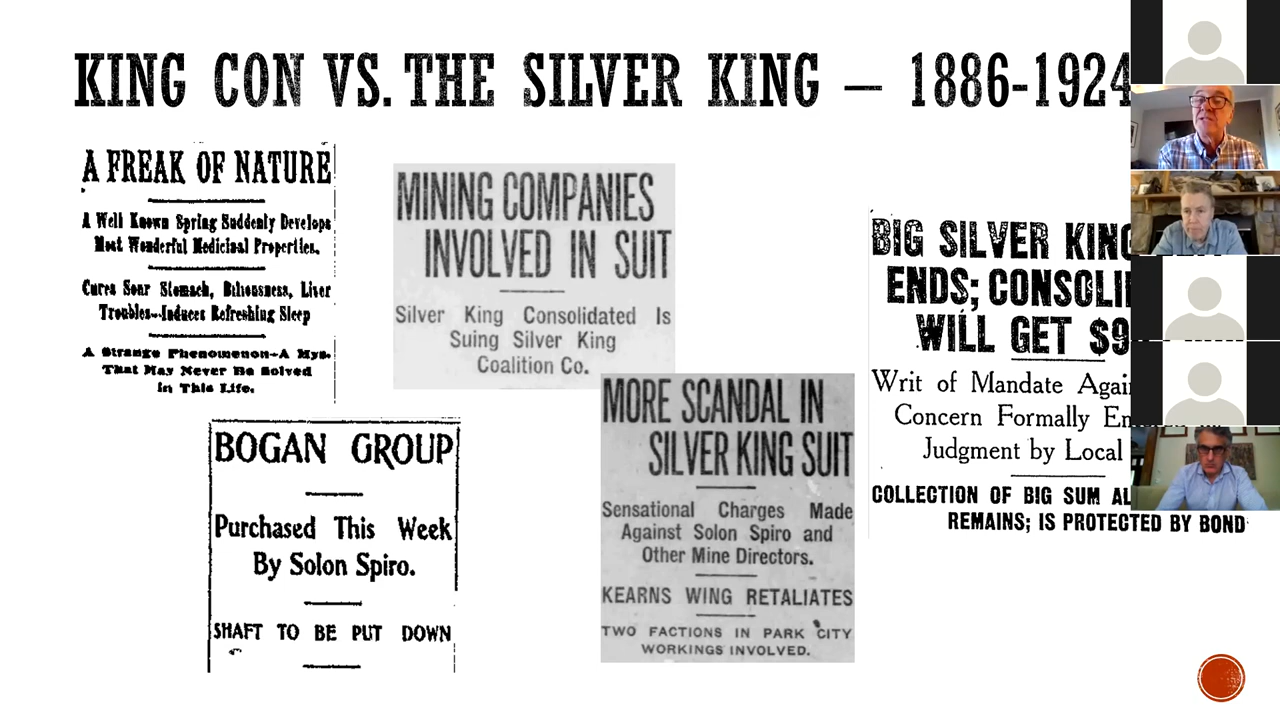 KING CON VS. THE SILVER KING – 1886-1924
A FREAK OF NATURE
A Well Known Spring Suddenly Develops
Most Wonderful Medicinal Properties.
Cures Sour Stomach, Biliousness, Liver
Troubles--Induces Refreshing Sleep
A Strange Phenomenon-A Mys-
That May Never Be Solved
in This Life.
BOGAN GROUP
Purchased This Week
By Solon Spiro.
SHAFT TO BE PUT DOWN
MINING COMPANIES
INVOLVED IN SUIT
Silver King Consolidated Is
Suing Silver King
Coalition Co.
MORE SCANDAL IN
SILVER KING SUIT
Sensational Charges Made
Against Solon Spiro and
Other Mine Directors.
KEARNS WING RETALIATES
TWO FACTIONS IN PARK CITY
WORKINGS INVOLVED.
BIG SILVER KING
ENDS; CONSOLI
WILL GET $9
Writ of Mandate Agai
Concern Formally En
Judgment by Local
COLLECTION OF BIG SUM AL
REMAINS; IS PROTECTED BY BOND